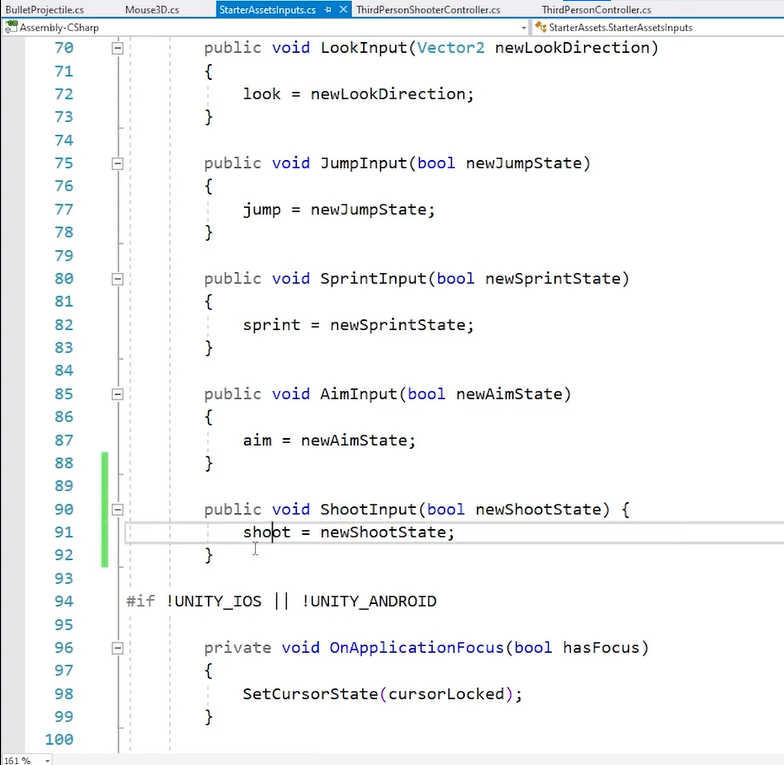 BulletProjectile.cs Mouse3D.cs StarterAssetsInputs.cs ThirdPersonShooterController.cs ThirdPersonController.cs
Assembly-CSharp StarterAssets.StarterAssetsInputs
70 public void LookInput(Vector2 newLookDirection)
71 {
72 look = newLookDirection;
73 }
74
75 public void JumpInput(bool newJumpState)
76 {
77 jump = newJumpState;
78 }
79
80 public void SprintInput(bool newSprintState)
81 {
82 sprint = newSprintState;
83 }
84
85 public void AimInput(bool newAimState)
86 {
87 aim = newAimState;
88 }
89
90 public void ShootInput(bool newShootState) {
91 shoot = newShootState;
92 }
93
94 #if !UNITY_IOS || !UNITY_ANDROID
95
96 private void OnApplicationFocus(bool hasFocus)
97 {
98 SetCursorState(cursorLocked);
99 }
100
161 %